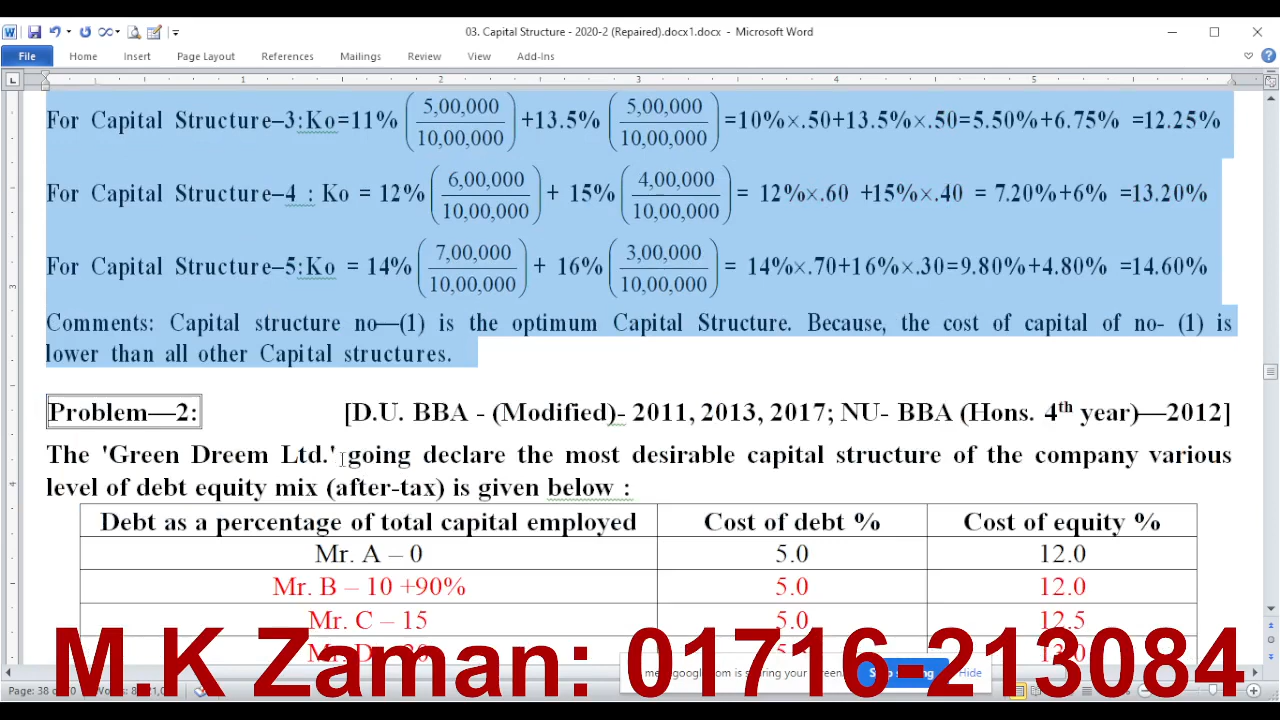 03. Capital Structure - 2020-2 (Repaired).docx1.docx - Microsoft Word
File Home Insert Page Layout References Mailings Review View Add-Ins
For Capital Structure–3:Ko=11% (5,00,000/10,00,000) +13.5% (5,00,000/10,00,000) =10%×.50+13.5%×.50=5.50%+6.75% =12.25%
For Capital Structure–4 : Ko = 12% (6,00,000/10,00,000) + 15% (4,00,000/10,00,000) = 12%×.60 +15%×.40 = 7.20%+6% =13.20%
For Capital Structure–5:Ko = 14% (7,00,000/10,00,000) + 16% (3,00,000/10,00,000) = 14%×.70+16%×.30=9.80%+4.80% =14.60%
Comments: Capital structure no—(1) is the optimum Capital Structure. Because, the cost of capital of no- (1) is
lower than all other Capital structures.
Problem—2: [D.U. BBA - (Modified)- 2011, 2013, 2017; NU- BBA (Hons. 4th year)—2012]
The 'Green Dreem Ltd.' going declare the most desirable capital structure of the company various
level of debt equity mix (after-tax) is given below :
Debt as a percentage of total capital employed Cost of debt % Cost of equity %
Mr. A – 0 5.0 12.0
Mr. B – 10 +90% 5.0 12.0
Mr. C – 15 5.0 12.5
M.K Zaman: 01716-213084
Hide